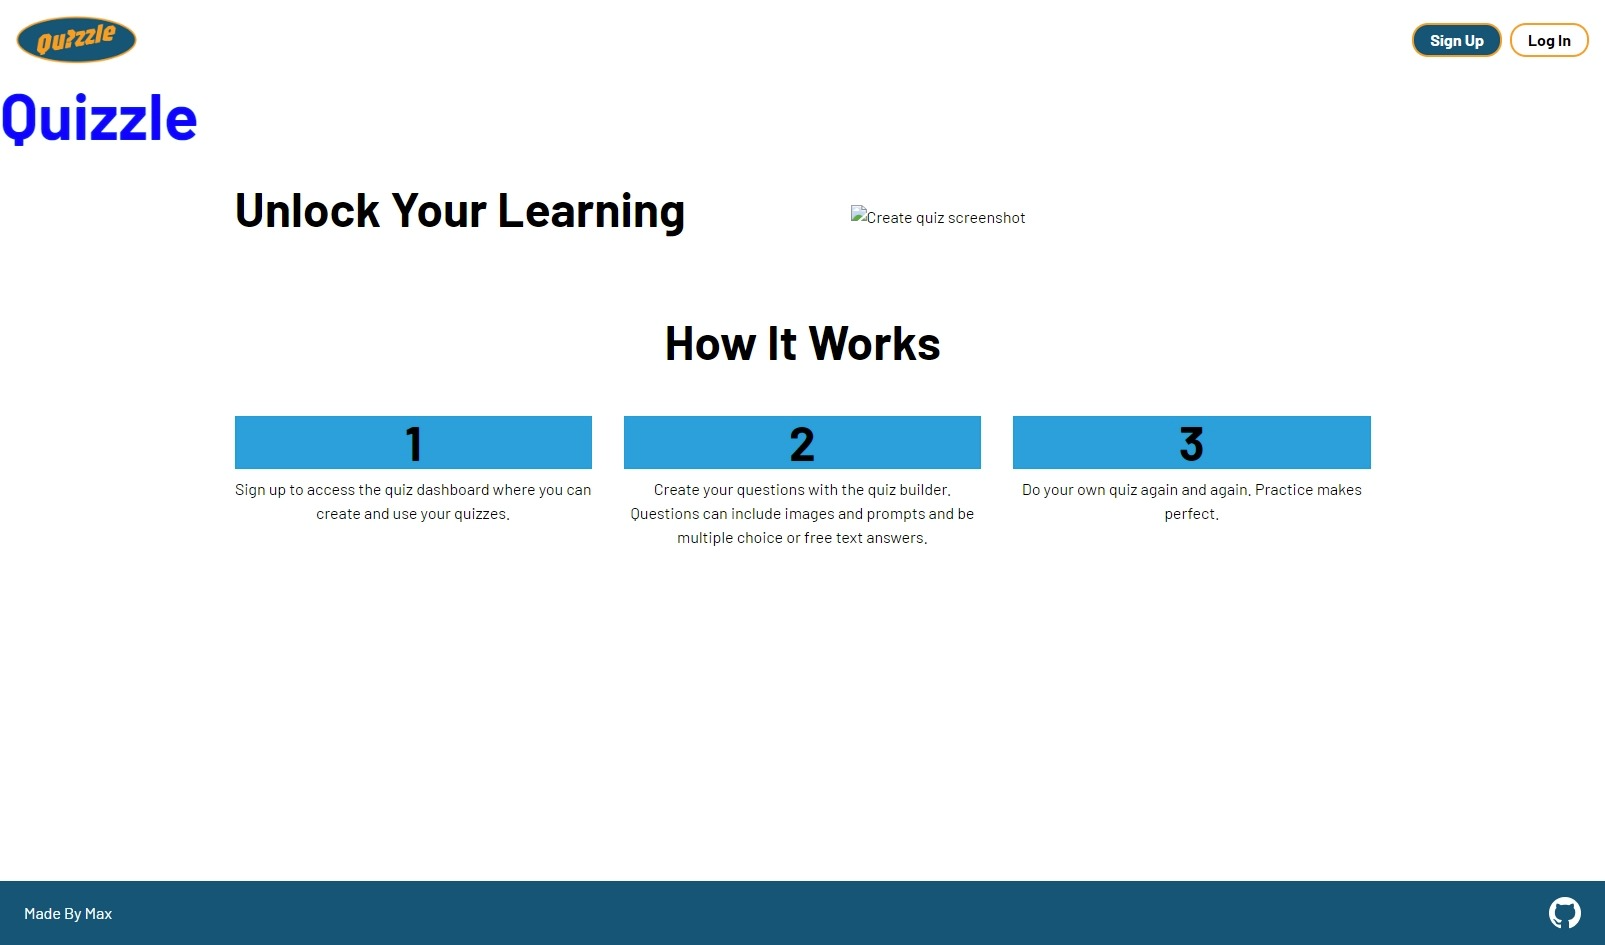 Qu?zzle
Sign Up
Log In
Quizzle
Unlock Your Learning
Create quiz screenshot
How It Works
1
2
3
Sign up to access the quiz dashboard where you can
create and use your quizzes.
Create your questions with the quiz builder.
Questions can include images and prompts and be
multiple choice or free text answers.
Do your own quiz again and again. Practice makes
perfect.
Made By Max